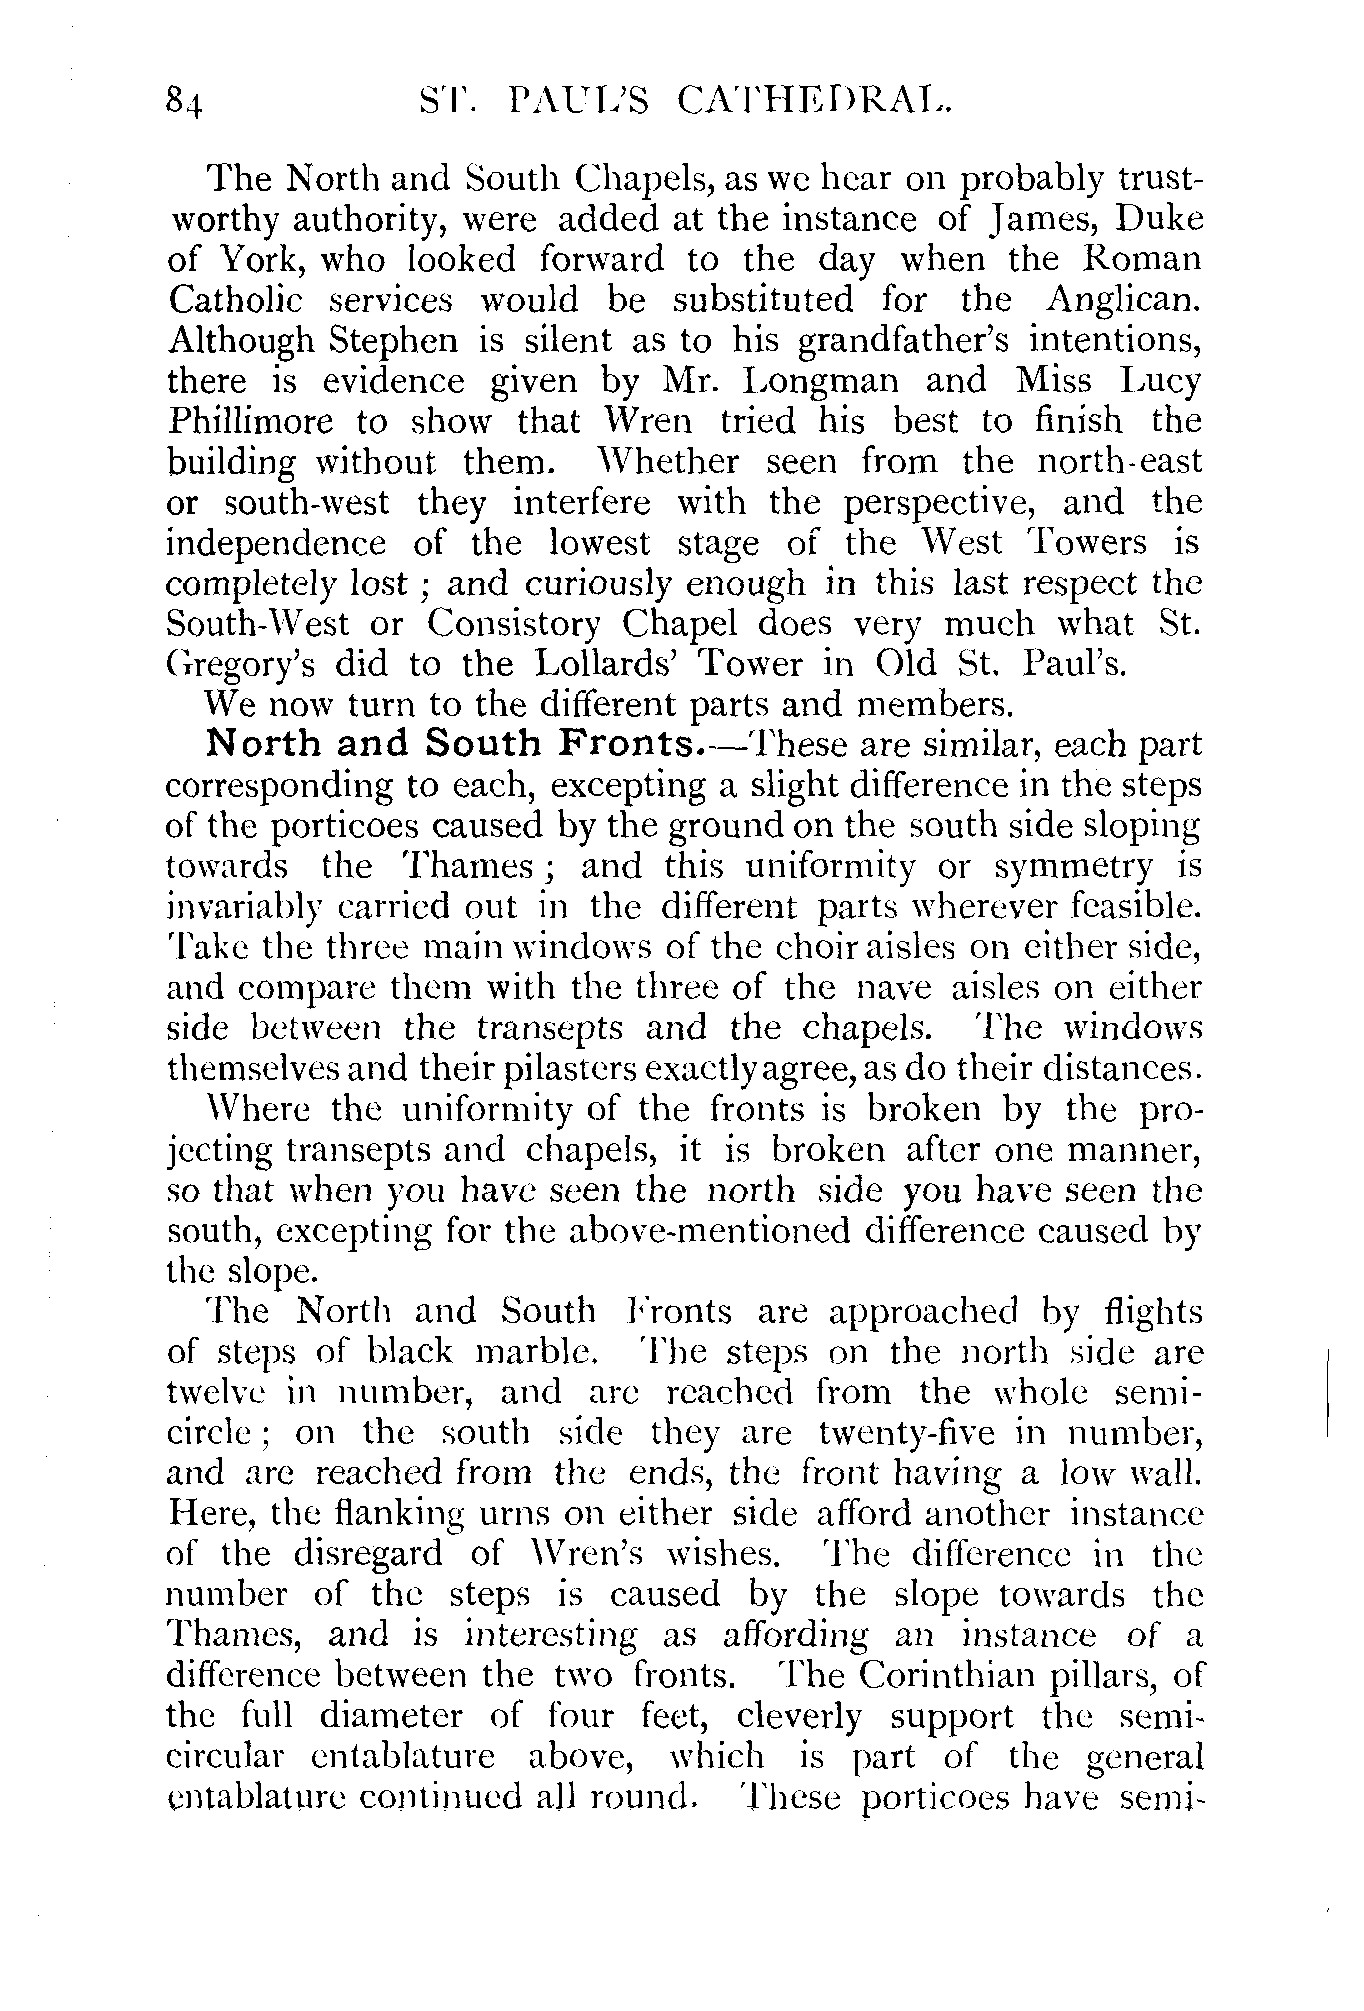 84 ST. PAUL'S CATHEDRAL.
The North and South Chapels, as we hear on probably trust-
worthy authority, were added at the instance of James, Duke
of York, who looked forward to the day when the Roman
Catholic services would be substituted for the Anglican.
Although Stephen is silent as to his grandfather's intentions,
there is evidence given by Mr. Longman and Miss Lucy
Phillimore to show that Wren tried his best to finish the
building without them. Whether seen from the north-east
or south-west they interfere with the perspective, and the
independence of the lowest stage of the West Towers is
completely lost ; and curiously enough in this last respect the
South-West or Consistory Chapel does very much what St.
Gregory's did to the Lollards' Tower in Old St. Paul's.
We now turn to the different parts and members.
North and South Fronts.—These are similar, each part
corresponding to each, excepting a slight difference in the steps
of the porticoes caused by the ground on the south side sloping
towards the Thames ; and this uniformity or symmetry is
invariably carried out in the different parts wherever feasible.
Take the three main windows of the choir aisles on either side,
and compare them with the three of the nave aisles on either
side between the transepts and the chapels. The windows
themselves and their pilasters exactly agree, as do their distances.
Where the uniformity of the fronts is broken by the pro-
jecting transepts and chapels, it is broken after one manner,
so that when you have seen the north side you have seen the
south, excepting for the above-mentioned difference caused by
the slope.
The North and South Fronts are approached by flights
of steps of black marble. The steps on the north side are
twelve in number, and are reached from the whole semi-
circle ; on the south side they are twenty-five in number,
and are reached from the ends, the front having a low wall.
Here, the flanking urns on either side afford another instance
of the disregard of Wren's wishes. The difference in the
number of the steps is caused by the slope towards the
Thames, and is interesting as affording an instance of a
difference between the two fronts. The Corinthian pillars, of
the full diameter of four feet, cleverly support the semi-
circular entablature above, which is part of the general
entablature continued all round. These porticoes have semi-